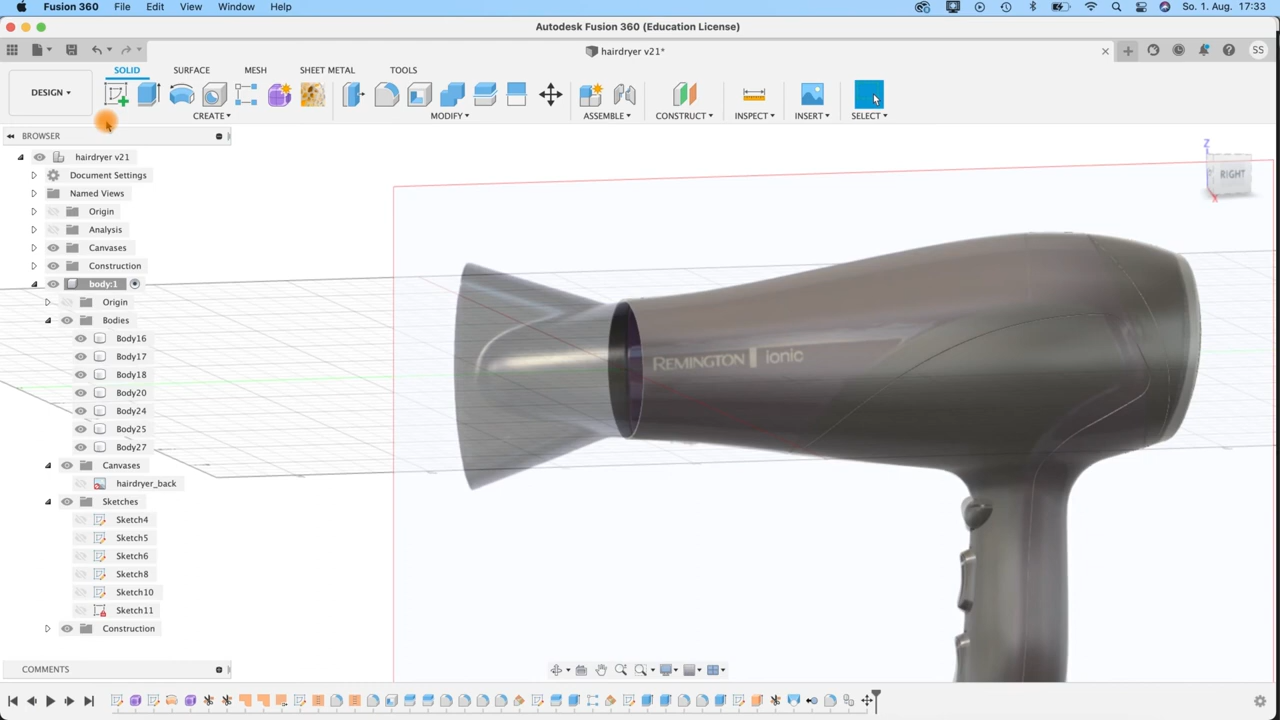 Fusion 360 File Edit View Window Help So. 1. Aug. 17:33
Autodesk Fusion 360 (Education License)
hairdryer v21*
SS
SOLID SURFACE MESH SHEET METAL TOOLS
DESIGN
CREATE MODIFY ASSEMBLE CONSTRUCT INSPECT INSERT SELECT
BROWSER
hairdryer v21
Document Settings
Named Views
Origin
Analysis
Canvases
Construction
body:1
Origin
Bodies
Body16
Body17
Body18
Body20
Body24
Body25
Body27
Canvases
hairdryer_back
Sketches
Sketch4
Sketch5
Sketch6
Sketch8
Sketch10
Sketch11
Construction
COMMENTS
Z
RIGHT
X
REMINGTON ionic